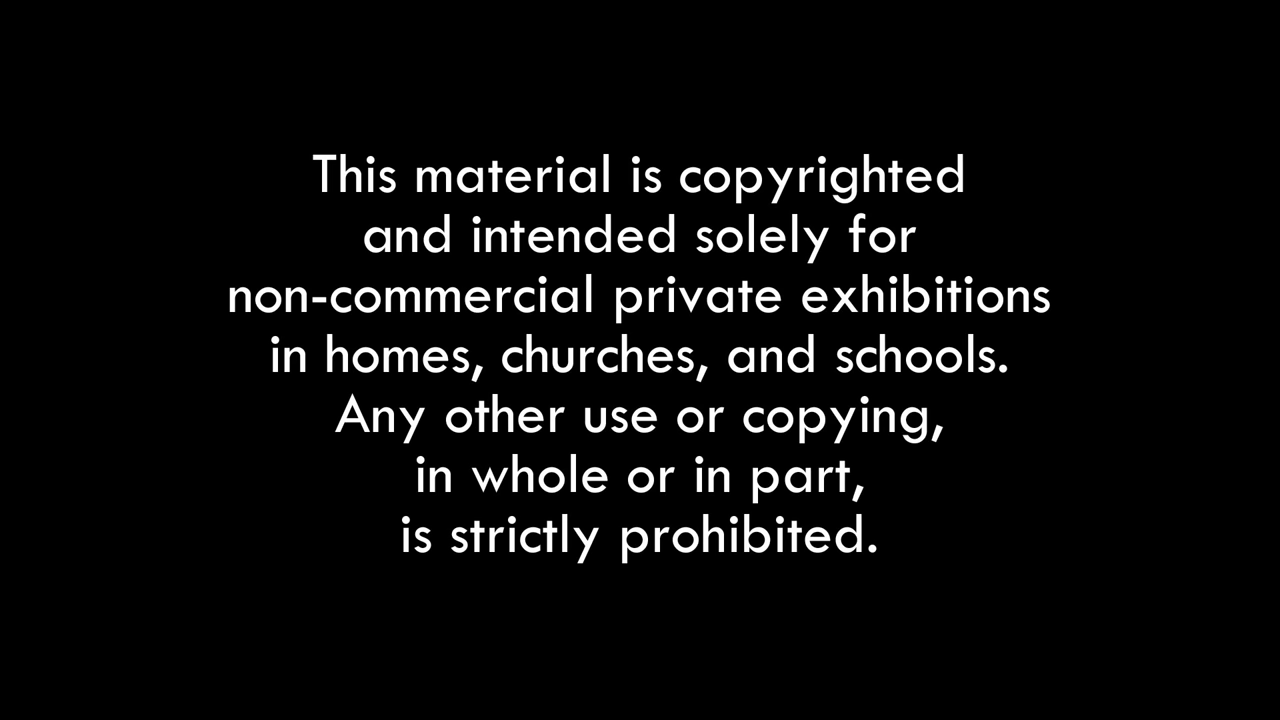 This material is copyrighted
and intended solely for
non-commercial private exhibitions
in homes, churches, and schools.
Any other use or copying,
in whole or in part,
is strictly prohibited.